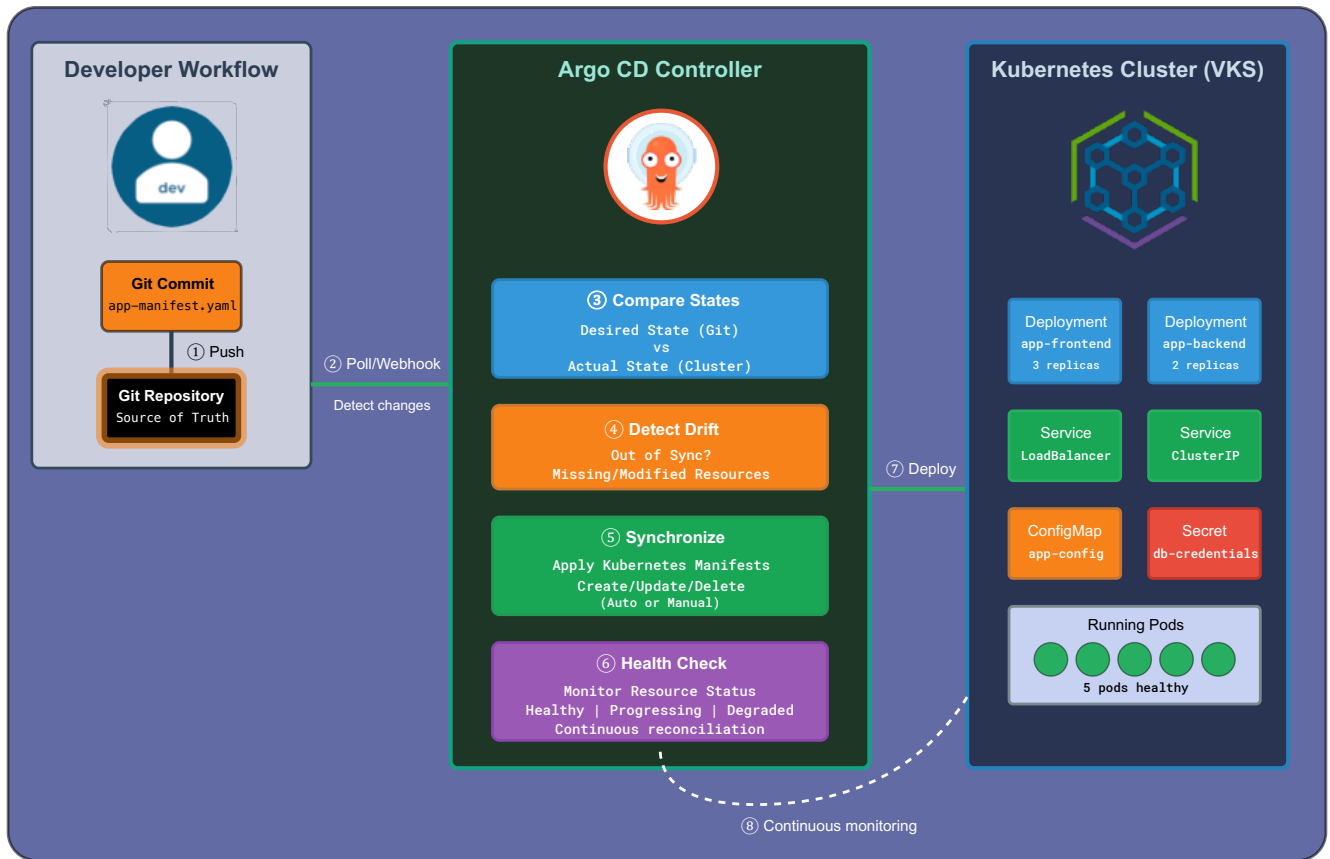 Developer Workflow
dev
Git Commit
app-manifest.yaml
① Push
Git Repository
Source of Truth
② Poll/Webhook
Detect changes
Argo CD Controller
③ Compare States
Desired State (Git)
vs
Actual State (Cluster)
④ Detect Drift
Out of Sync?
Missing/Modified Resources
⑤ Synchronize
Apply Kubernetes Manifests
Create/Update/Delete
(Auto or Manual)
⑥ Health Check
Monitor Resource Status
Healthy | Progressing | Degraded
Continuous reconciliation
⑦ Deploy
Kubernetes Cluster (VKS)
Deployment
app-frontend
3 replicas
Deployment
app-backend
2 replicas
Service
LoadBalancer
Service
ClusterIP
ConfigMap
app-config
Secret
db-credentials
Running Pods
5 pods healthy
⑧ Continuous monitoring